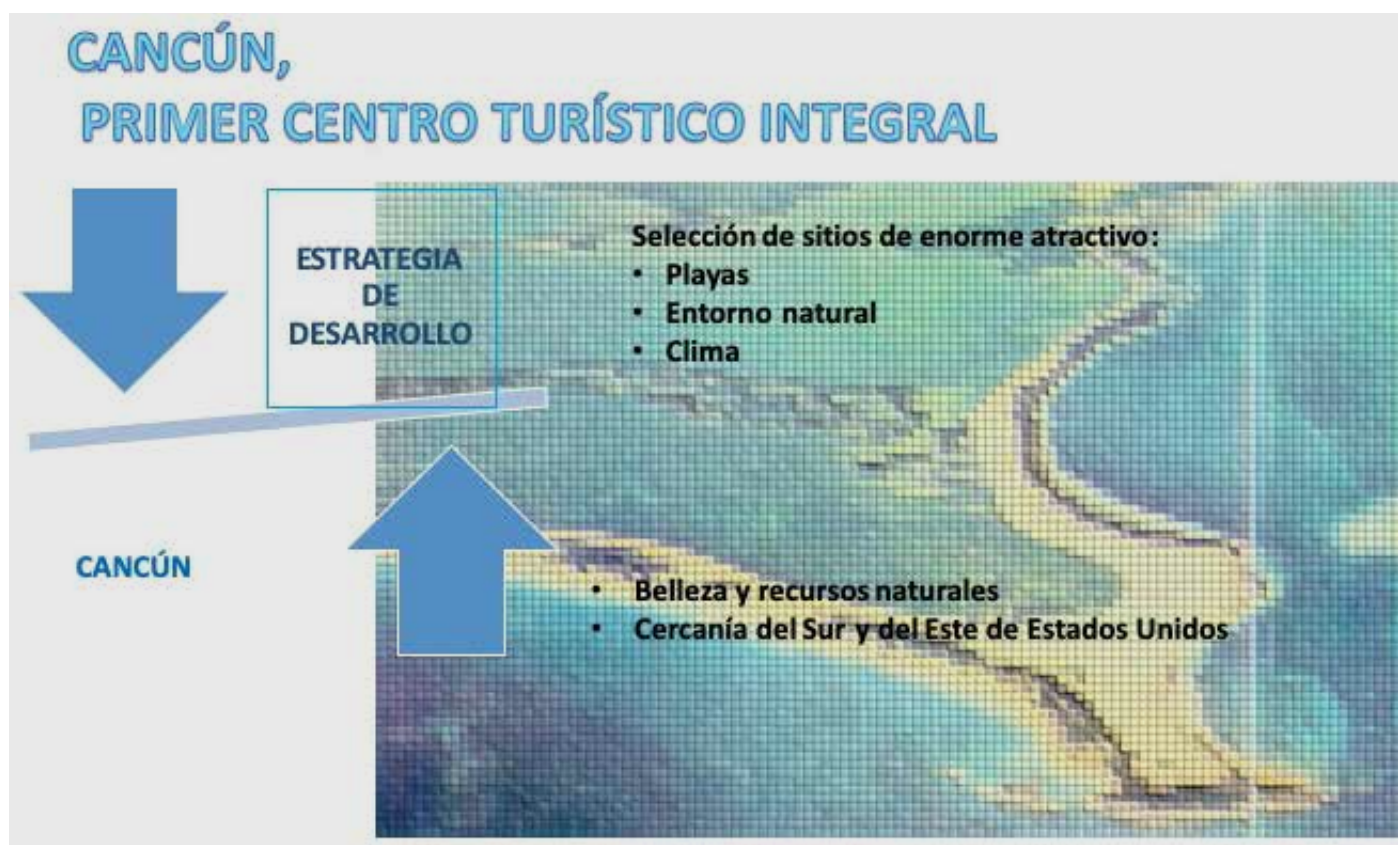 CANCÚN,
PRIMER CENTRO TURÍSTICO INTEGRAL
ESTRATEGIA
DE
DESARROLLO
Selección de sitios de enorme atractivo:
• Playas
• Entorno natural
• Clima
CANCÚN
• Belleza y recursos naturales
• Cercanía del Sur y del Este de Estados Unidos